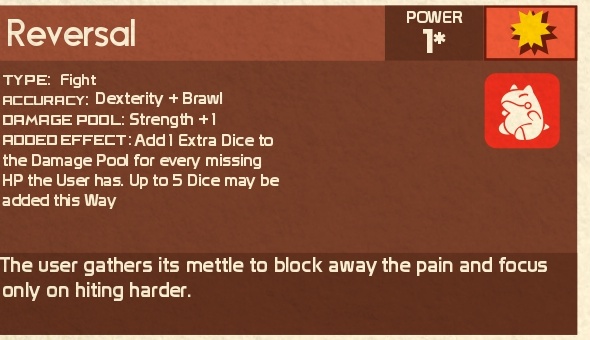 Reversal
POWER
1*
TYPE: Fight
ACCURACY: Dexterity + Brawl
DAMAGE POOL: Strength +1
ADDED EFFECT: Add 1 Extra Dice to
the Damage Pool for every missing
HP the User has. Up to 5 Dice may be
added this Way
The user gathers its mettle to block away the pain and focus
only on hiting harder.